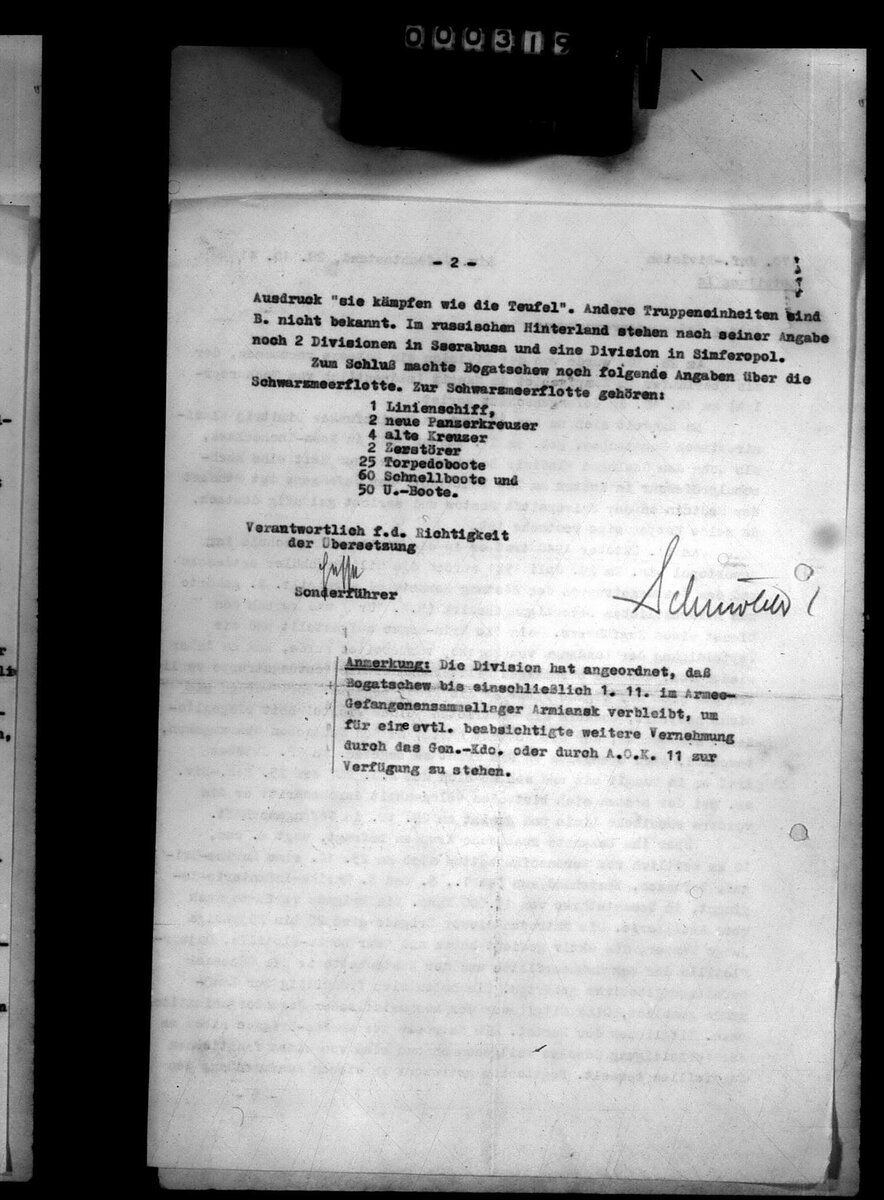 000319
- 2 -
Ausdruck "sie kämpfen wie die Teufel". Andere Truppeneinheiten sind
B. nicht bekannt. Im russischen Hinterland stehen nach seiner Angabe
noch 2 Divisionen in Sserabusa und eine Division in Simferopol.
Zum Schluß machte Bogatschew noch folgende Angaben über die
Schwarzmeerflotte. Zur Schwarzmeerflotte gehören:
1 Linienschiff,
2 neue Panzerkreuzer
4 alte Kreuzer
2 Zerstörer
25 Torpedoboote
60 Schnellboote und
50 U.-Boote.
Verantwortlich f.d. Richtigkeit
der Übersetzung
Sonderführer
Anmerkung: Die Division hat angeordnet, daß
Bogatschew bis einschließlich 1. 11. im Armee-
Gefangenensammellager Armiansk verbleibt, um
für eine evtl. beabsichtigte weitere Vernehmung
durch das Gen.-Kdo. oder durch A.O.K. 11 zur
Verfügung zu stehen.